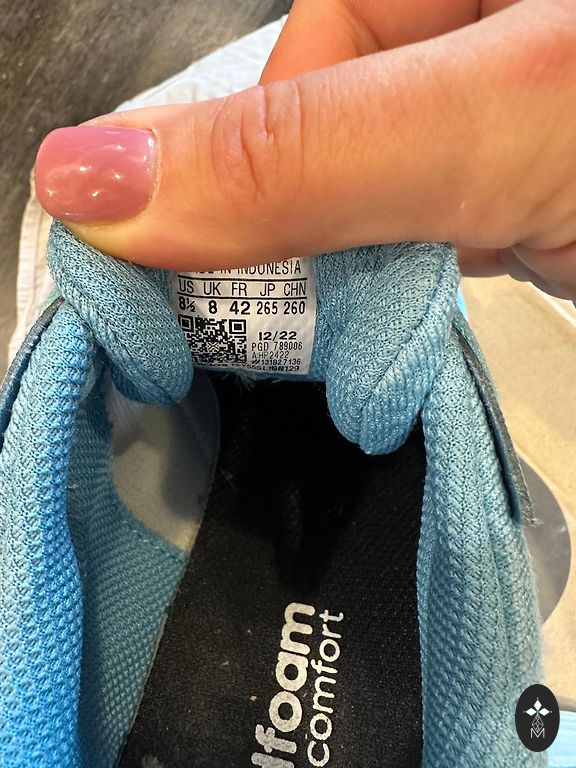 IN INDONESIA
US UK FR JP CHN
8½ 8 42 265 260
12/22
PGD 789006
AHP2422
lfoam
comfort
M